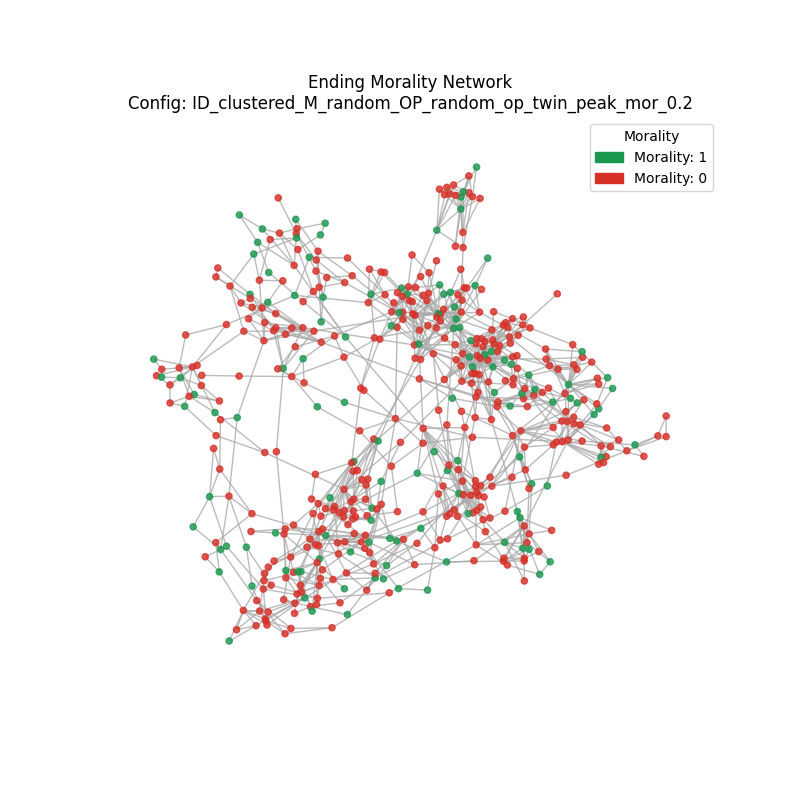 Ending Morality Network
Config: ID_clustered_M_random_OP_random_op_twin_peak_mor_0.2
Morality
Morality: 1
Morality: 0